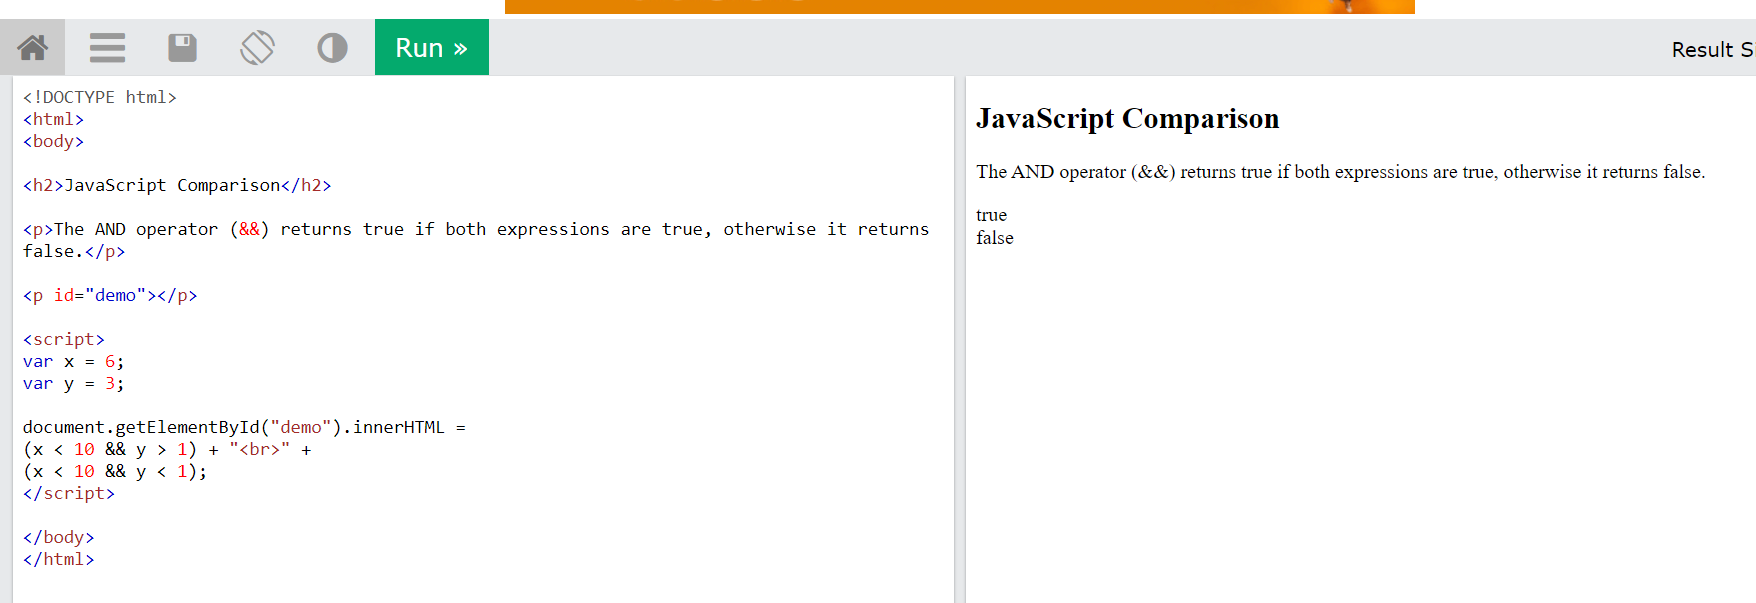 Run »
Result S
<!DOCTYPE html>
<html>
<body>
<h2>JavaScript Comparison</h2>
<p>The AND operator (&&) returns true if both expressions are true, otherwise it returns
false.</p>
<p id="demo"></p>
<script>
var x = 6;
var y = 3;
document.getElementById("demo").innerHTML =
(x < 10 && y > 1) + "<br>" +
(x < 10 && y < 1);
</script>
</body>
</html>
JavaScript Comparison
The AND operator (&&) returns true if both expressions are true, otherwise it returns false.
true
false